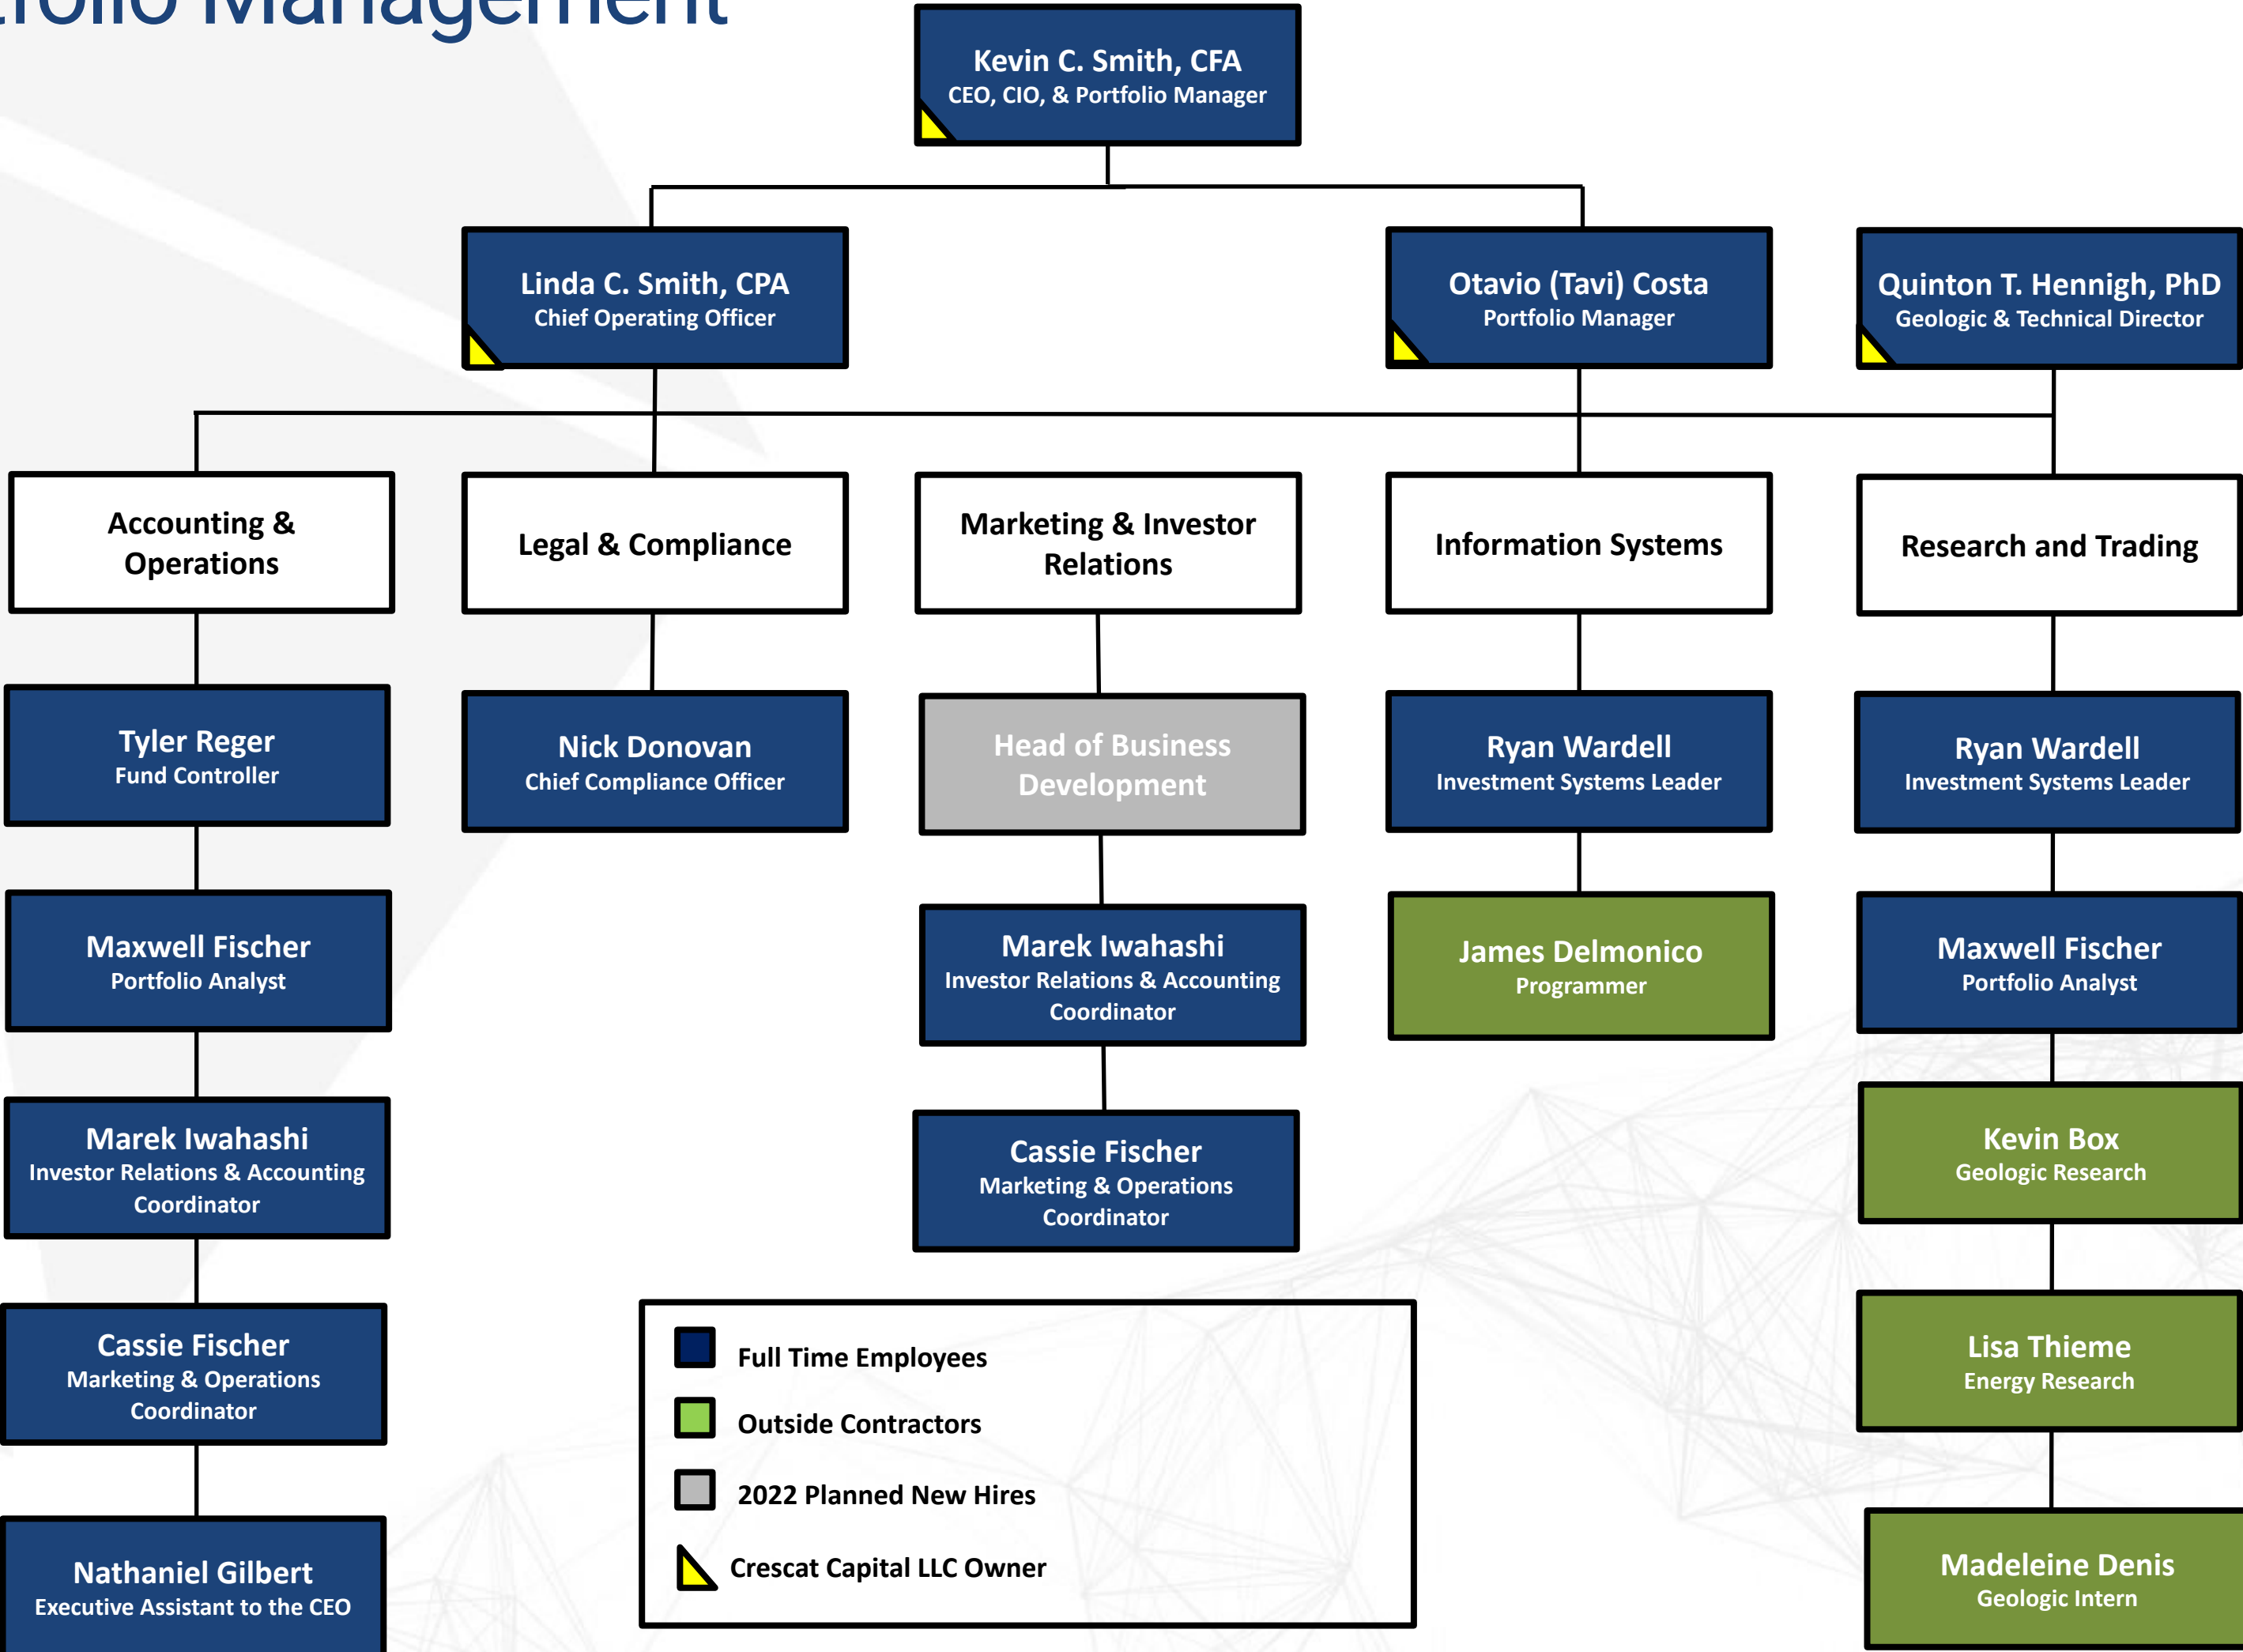 Management
Kevin C. Smith, CFA
CEO, CIO, & Portfolio Manager
Linda C. Smith, CPA
Chief Operating Officer
Otavio (Tavi) Costa
Portfolio Manager
Quinton T. Hennigh, PhD
Geologic & Technical Director
Accounting &
Operations
Legal & Compliance
Marketing & Investor
Relations
Information Systems
Research and Trading
Tyler Reger
Fund Controller
Nick Donovan
Chief Compliance Officer
Head of Business
Development
Ryan Wardell
Investment Systems Leader
Ryan Wardell
Investment Systems Leader
Maxwell Fischer
Portfolio Analyst
Marek Iwahashi
Investor Relations & Accounting
Coordinator
James Delmonico
Programmer
Maxwell Fischer
Portfolio Analyst
Marek Iwahashi
Investor Relations & Accounting
Coordinator
Cassie Fischer
Marketing & Operations
Coordinator
Kevin Box
Geologic Research
Cassie Fischer
Marketing & Operations
Coordinator
Lisa Thieme
Energy Research
Nathaniel Gilbert
Executive Assistant to the CEO
Madeleine Denis
Geologic Intern
Full Time Employees
Outside Contractors
2022 Planned New Hires
Crescat Capital LLC Owner